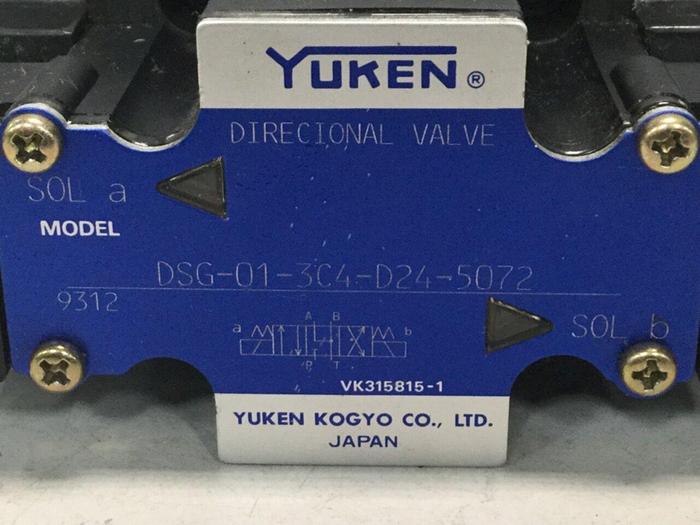 YUKEN®
DIRECIONAL VALVE
SOL a
MODEL
DSG-01-3C4-D24-5072
9312
A B
a b
P T
SOL b
VK315815-1
YUKEN KOGYO CO., LTD.
JAPAN